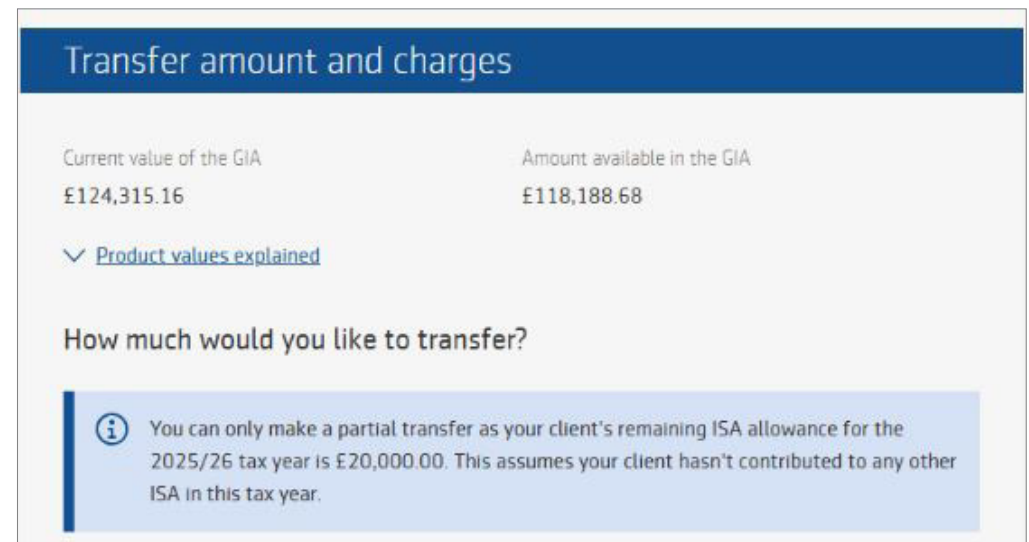 Transfer amount and charges
Current value of the GIA
Amount available in the GIA
£124,315.16
£118,188.68
Product values explained
How much would you like to transfer?
You can only make a partial transfer as your client's remaining ISA allowance for the
2025/26 tax year is £20,000.00. This assumes your client hasn't contributed to any other
ISA in this tax year.